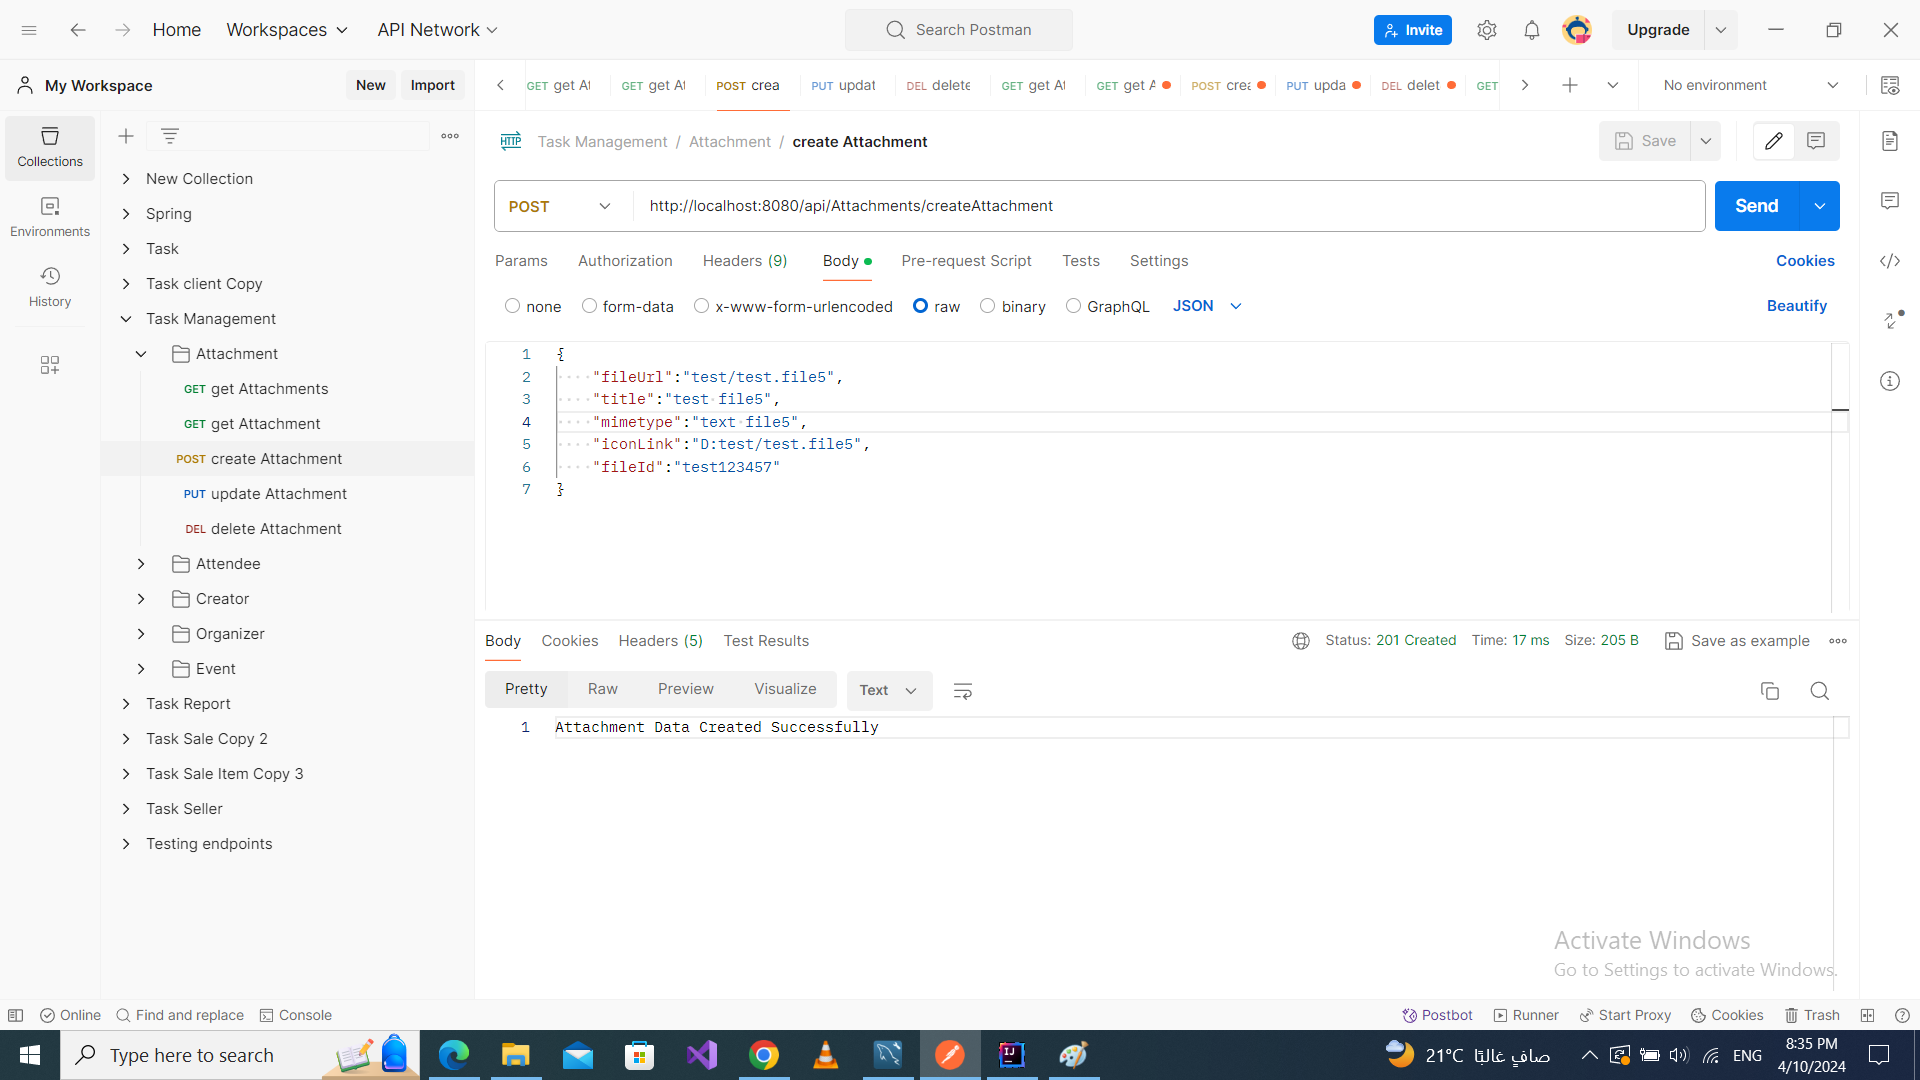 Home
Workspaces
API Network
Search Postman
Invite
Upgrade
My Workspace
New
Import
GET get At
GET get At
POST crea
PUT updat
DEL delete
GET get At
GET get A
POST crea
PUT upda
DEL delet
GET
No environment
Collections
Environments
History
New Collection
Spring
Task
Task client Copy
Task Management
Attachment
GET get Attachments
GET get Attachment
POST create Attachment
PUT update Attachment
DEL delete Attachment
Attendee
Creator
Organizer
Event
Task Report
Task Sale Copy 2
Task Sale Item Copy 3
Task Seller
Testing endpoints
HTTP Task Management / Attachment / create Attachment
Save
POST http://localhost:8080/api/Attachments/createAttachment
Send
Params Authorization Headers (9) Body Pre-request Script Tests Settings Cookies
none form-data x-www-form-urlencoded raw binary GraphQL JSON Beautify
1 {
2 "fileUrl":"test/test.file5",
3 "title":"test file5",
4 "mimetype":"text file5",
5 "iconLink":"D:test/test.file5",
6 "fileId":"test123457"
7 }
Body Cookies Headers (5) Test Results Status: 201 Created Time: 17 ms Size: 205 B Save as example
Pretty Raw Preview Visualize Text
1 Attachment Data Created Successfully
Activate Windows
Go to Settings to activate Windows.
Online Find and replace Console Postbot Runner Start Proxy Cookies Trash
Type here to search
21°C صافٍ غالبًا
ENG
8:35 PM
4/10/2024